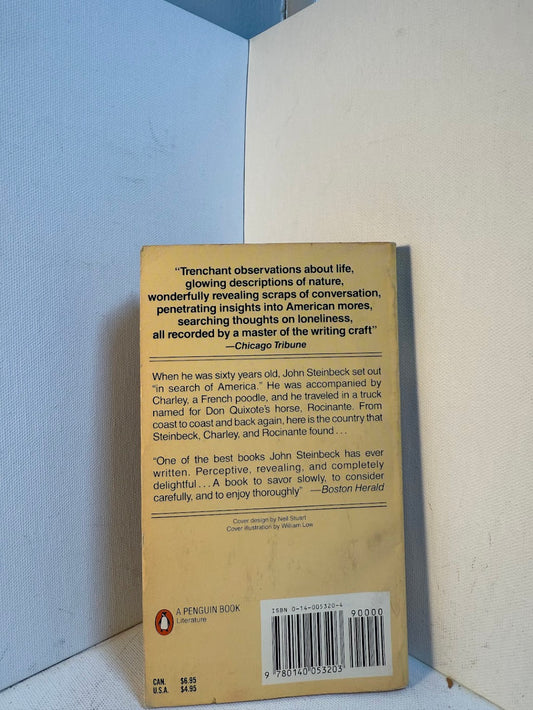 "Trenchant observations about life,
glowing descriptions of nature,
wonderfully revealing scraps of conversation,
penetrating insights into American mores,
searching thoughts on loneliness,
all recorded by a master of the writing craft"
—Chicago Tribune
When he was sixty years old, John Steinbeck set out
"in search of America." He was accompanied by
Charley, a French poodle, and he traveled in a truck
named for Don Quixote's horse, Rocinante. From
coast to coast and back again, here is the country that
Steinbeck, Charley, and Rocinante found...
"One of the best books John Steinbeck has ever
written. Perceptive, revealing, and completely
delightful... A book to savor slowly, to consider
carefully, and to enjoy thoroughly" —Boston Herald
Cover design by Neil Stuart
Cover illustration by William Low
A PENGUIN BOOK
Literature
ISBN 0-14-005320-4
90000
9 780140 053203
CAN. $6.95
U.S.A. $4.95